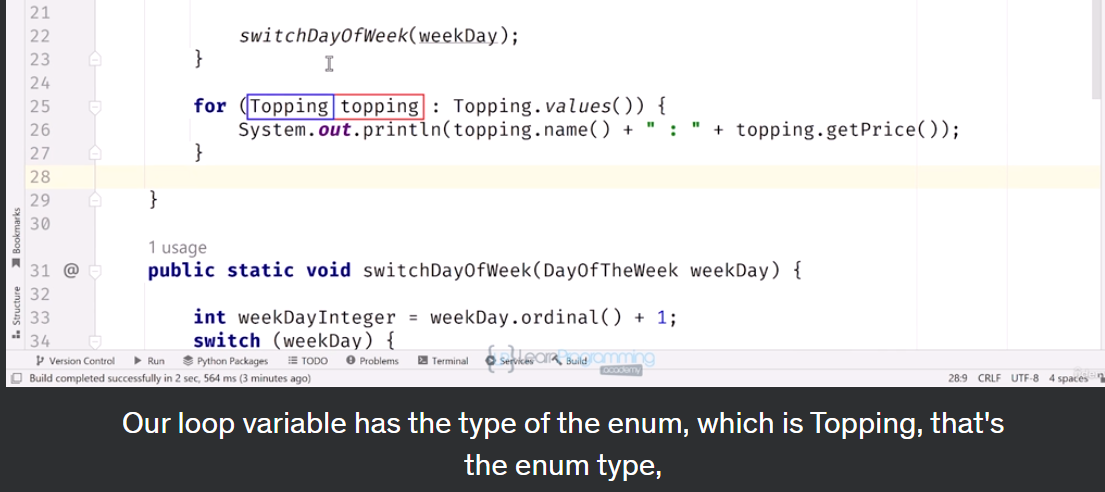 21
22 switchDayOfWeek(weekDay);
23 }
24
25 for (Topping topping : Topping.values()) {
26 System.out.println(topping.name() + " : " + topping.getPrice());
27 }
28
29 }
30
1 usage
31 @ public static void switchDayOfWeek(DayOfTheWeek weekDay) {
32
33 int weekDayInteger = weekDay.ordinal() + 1;
34 switch (weekDay) {
Bookmarks
Structure
Version Control Run Python Packages TODO Problems Terminal Services Build
LearnProgramming
academy
Build completed successfully in 2 sec, 564 ms (3 minutes ago) 28:9 CRLF UTF-8 4 spaces
Our loop variable has the type of the enum, which is Topping, that's
the enum type,